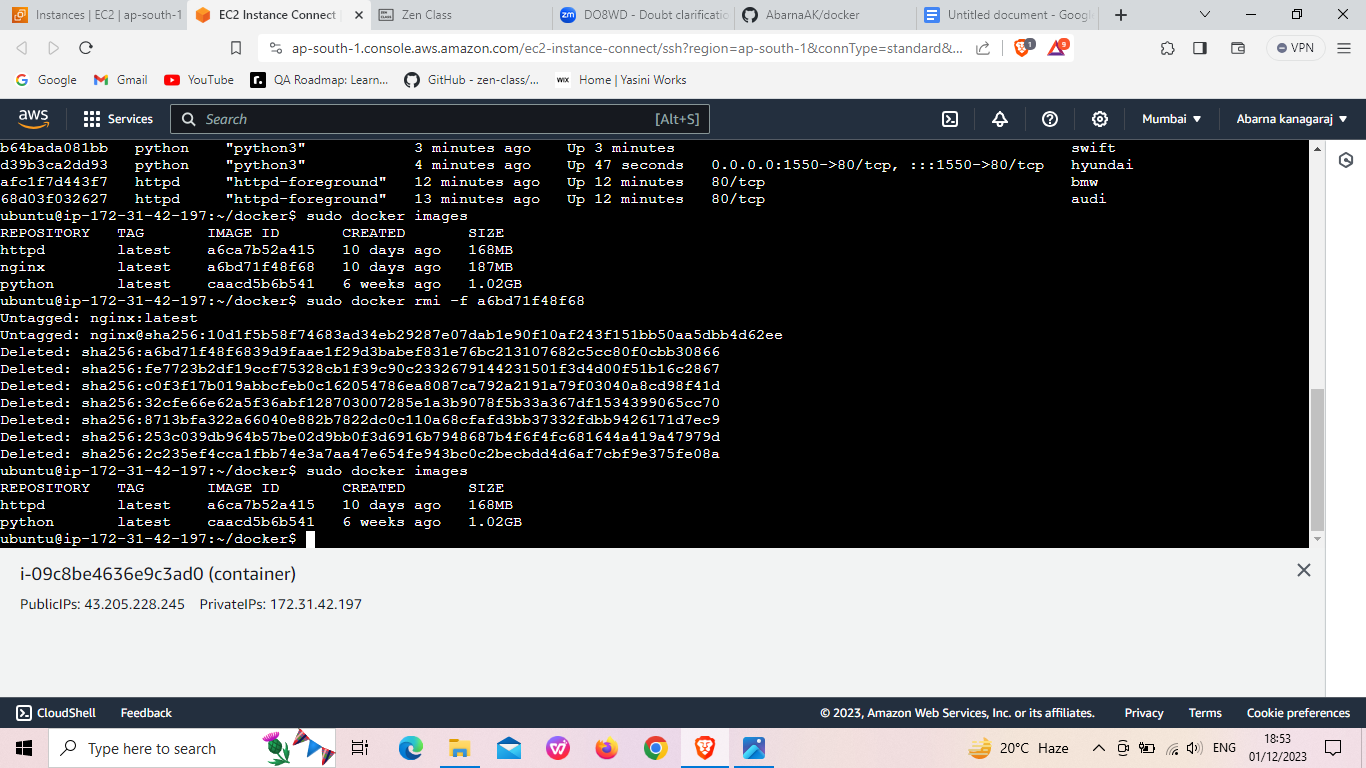 Instances | EC2 | ap-south-1
EC2 Instance Connect
Zen Class
DO8WD - Doubt clarificatio
AbarnaAK/docker
Untitled document - Googl
ap-south-1.console.aws.amazon.com/ec2-instance-connect/ssh?region=ap-south-1&connType=standard&...
1
9
VPN
Google
Gmail
YouTube
QA Roadmap: Learn...
GitHub - zen-class/...
WIX
Home | Yasini Works
aws
Services
Search
[Alt+S]
Mumbai
Abarna kanagaraj
b64bada081bb python "python3" 3 minutes ago Up 3 minutes swift
d39b3ca2dd93 python "python3" 4 minutes ago Up 47 seconds 0.0.0.0:1550->80/tcp, :::1550->80/tcp hyundai
afc1f7d443f7 httpd "httpd-foreground" 12 minutes ago Up 12 minutes 80/tcp bmw
68d03f032627 httpd "httpd-foreground" 13 minutes ago Up 12 minutes 80/tcp audi
ubuntu@ip-172-31-42-197:~/docker$ sudo docker images
REPOSITORY TAG IMAGE ID CREATED SIZE
httpd latest a6ca7b52a415 10 days ago 168MB
nginx latest a6bd71f48f68 10 days ago 187MB
python latest caacd5b6b541 6 weeks ago 1.02GB
ubuntu@ip-172-31-42-197:~/docker$ sudo docker rmi -f a6bd71f48f68
Untagged: nginx:latest
Untagged: nginx@sha256:10d1f5b58f74683ad34eb29287e07dab1e90f10af243f151bb50aa5dbb4d62ee
Deleted: sha256:a6bd71f48f6839d9faae1f29d3babef831e76bc213107682c5cc80f0cbb30866
Deleted: sha256:fe7723b2df19ccf75328cb1f39c90c2332679144231501f3d4d00f51b16c2867
Deleted: sha256:c0f3f17b019abbcfeb0c162054786ea8087ca792a2191a79f03040a8cd98f41d
Deleted: sha256:32cfe66e62a5f36abf128703007285e1a3b9078f5b33a367df1534399065cc70
Deleted: sha256:8713bfa322a66040e882b7822dc0c110a68cfafd3bb37332fdbb9426171d7ec9
Deleted: sha256:253c039db964b57be02d9bb0f3d6916b7948687b4f6f4fc681644a419a47979d
Deleted: sha256:2c235ef4cca1fbb74e3a7aa47e654fe943bc0c2becbdd4d6af7cbf9e375fe08a
ubuntu@ip-172-31-42-197:~/docker$ sudo docker images
REPOSITORY TAG IMAGE ID CREATED SIZE
httpd latest a6ca7b52a415 10 days ago 168MB
python latest caacd5b6b541 6 weeks ago 1.02GB
ubuntu@ip-172-31-42-197:~/docker$
i-09c8be4636e9c3ad0 (container)
PublicIPs: 43.205.228.245 PrivateIPs: 172.31.42.197
CloudShell
Feedback
© 2023, Amazon Web Services, Inc. or its affiliates.
Privacy
Terms
Cookie preferences
Type here to search
20°C Haze
ENG
18:53
01/12/2023